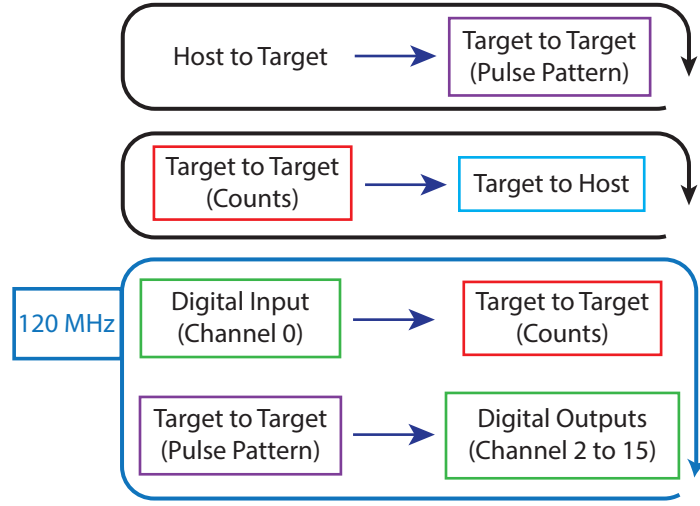 Host to Target
Target to Target
(Pulse Pattern)
Target to Target
(Counts)
Target to Host
120 MHz
Digital Input
(Channel 0)
Target to Target
(Counts)
Target to Target
(Pulse Pattern)
Digital Outputs
(Channel 2 to 15)